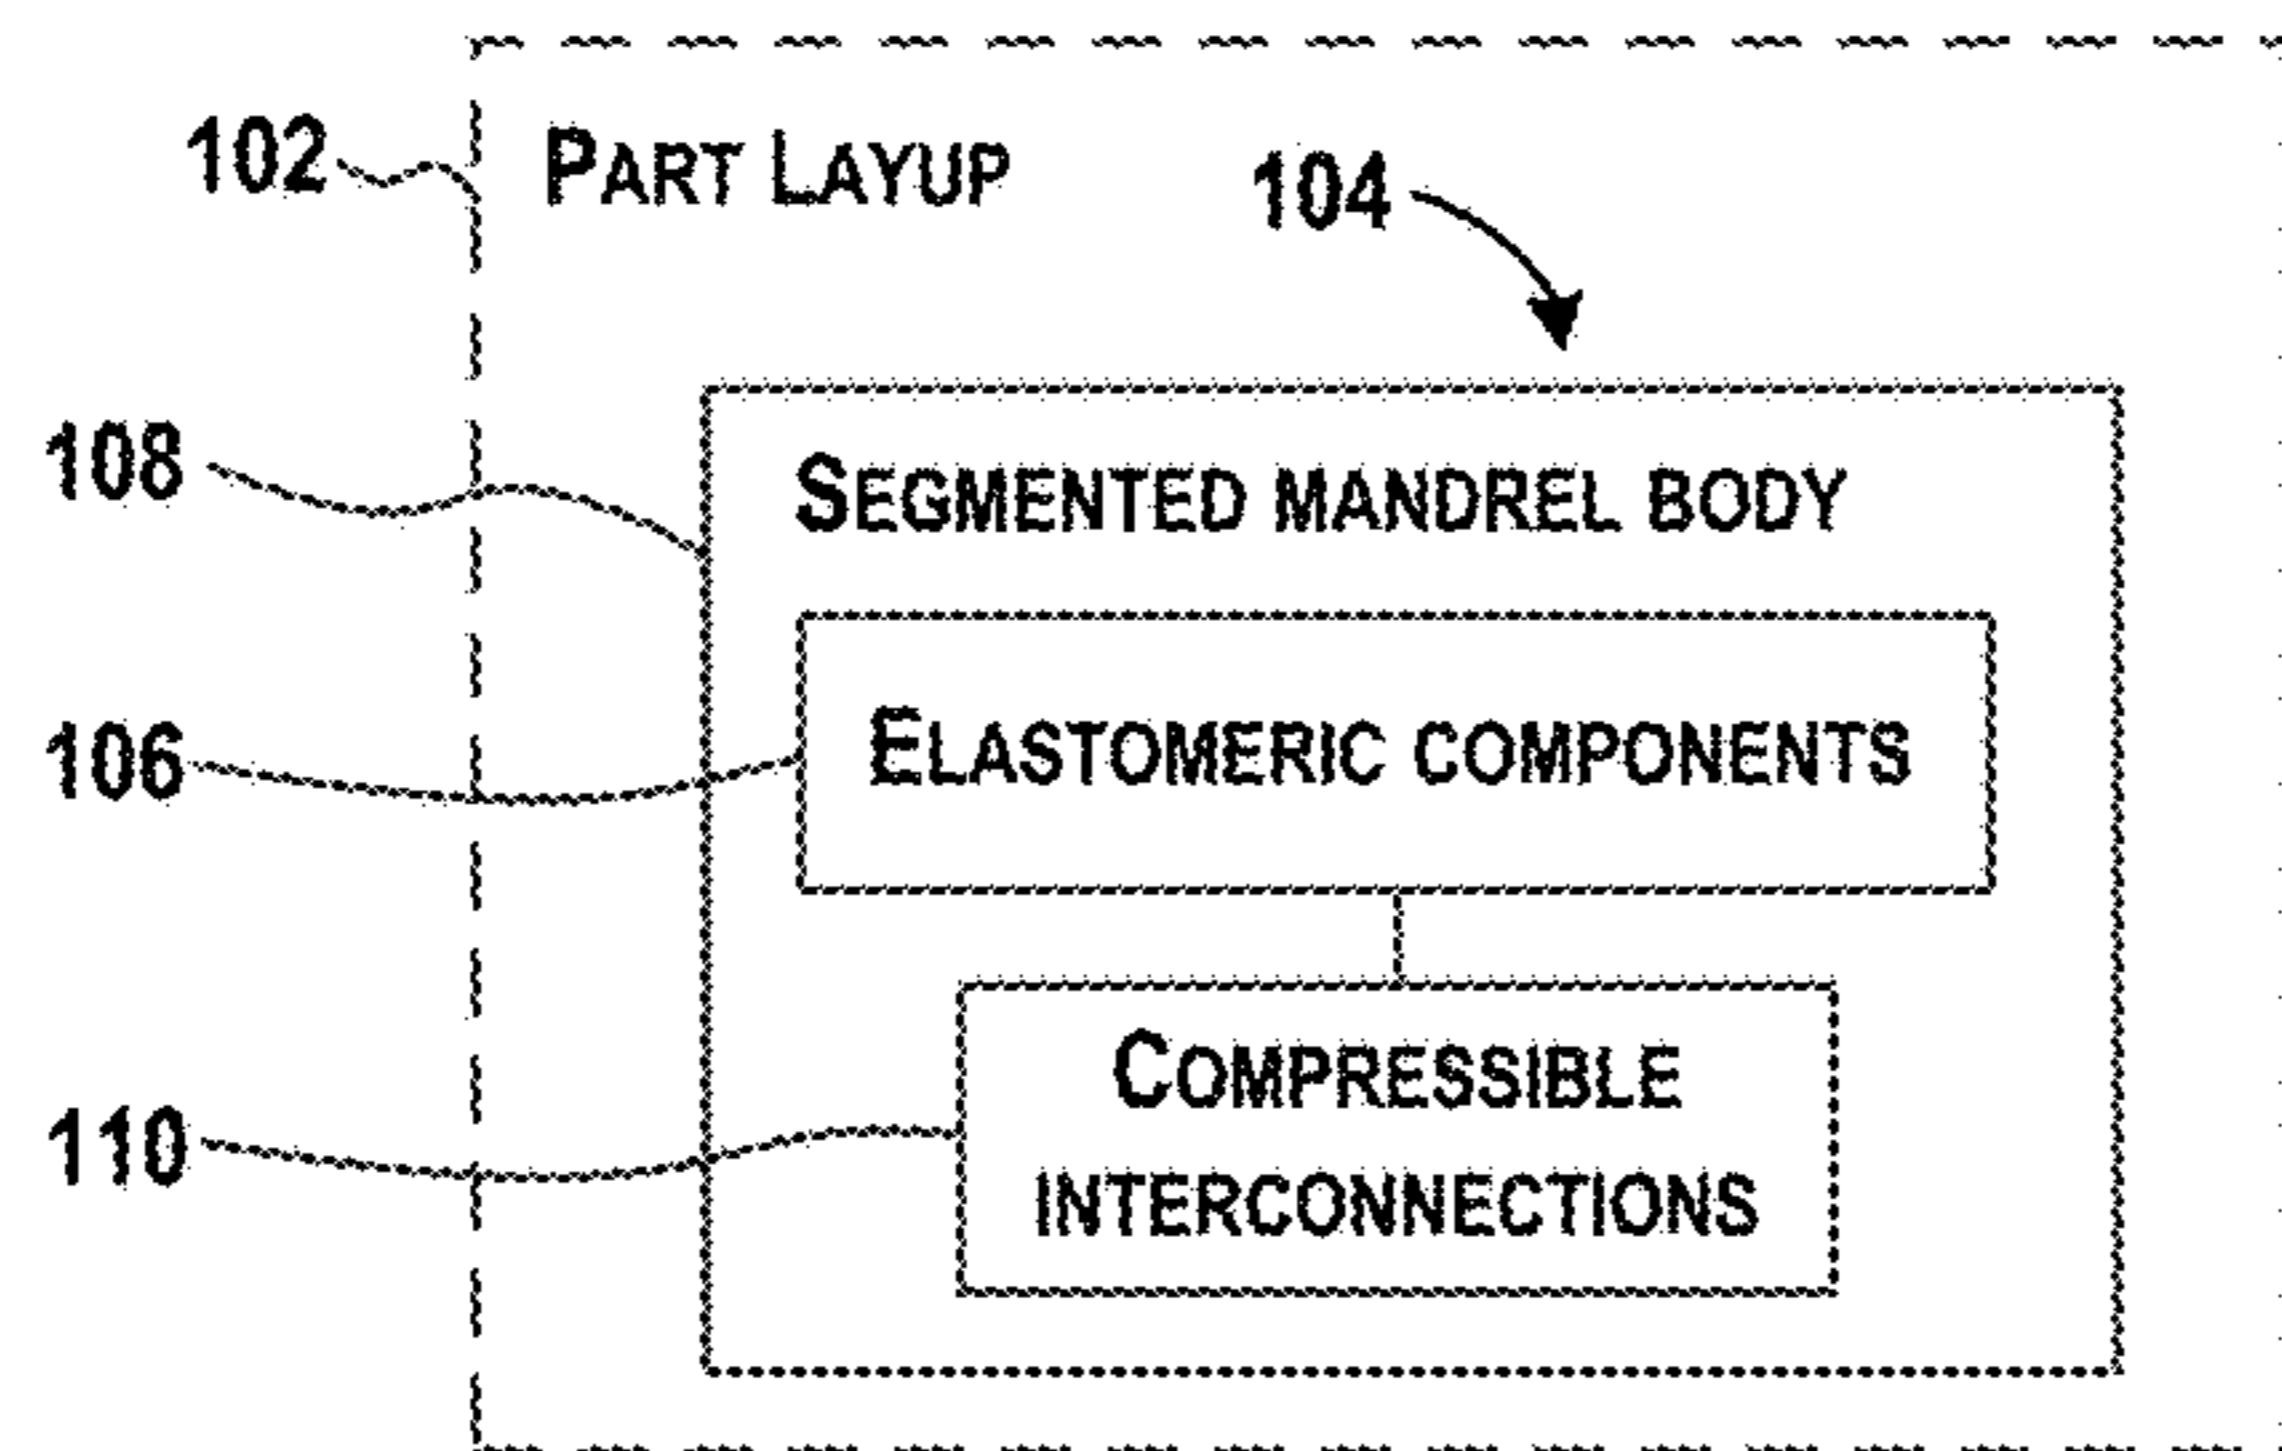 102 PART LAYUP
104
108
SEGMENTED MANDREL BODY
106
ELASTOMERIC COMPONENTS
110
COMPRESSIBLE
INTERCONNECTIONS